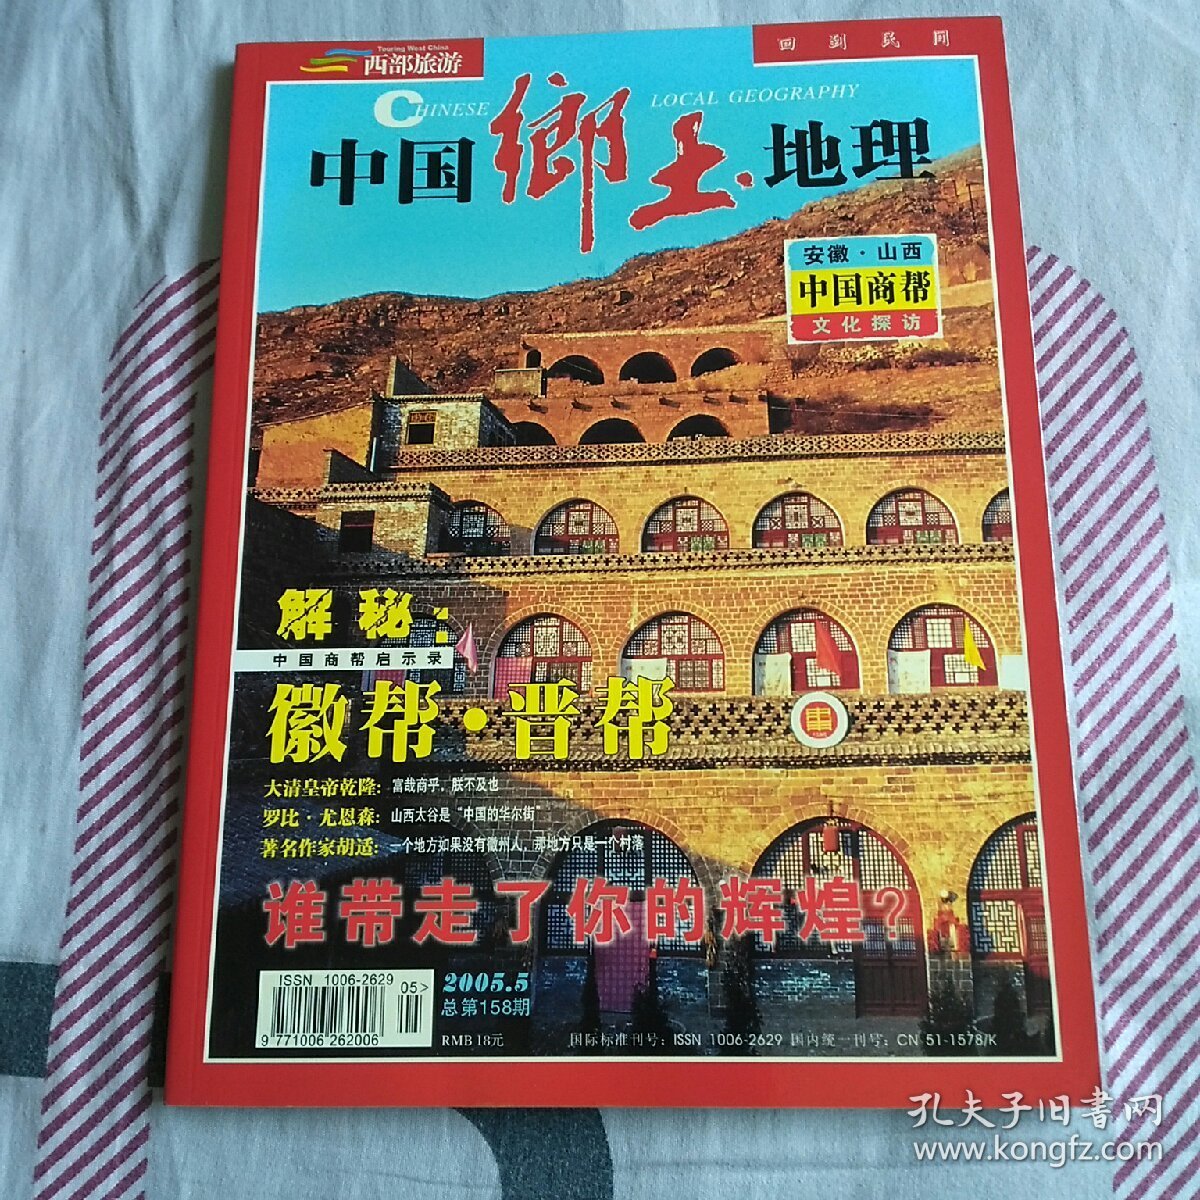 Touring West China
西部旅游
回到民间
CHINESE LOCAL GEOGRAPHY
中国鄉土地理
安徽·山西
中国商帮
文化探访
解秘:
中国商帮启示录
徽帮·晋帮
大清皇帝乾隆: 富哉商乎,朕不及也
罗比·尤恩森: 山西太谷是“中国的华尔街”
著名作家胡适: 一个地方如果没有徽州人,那地方只是一个村落
谁带走了你的辉煌?
ISSN 1006-2629
05>
9 771006 262006
2005.5
总第158期
RMB 18元
国际标准刊号: ISSN 1006-2629 国内统一刊号: CN 51-1578/K
孔夫子旧书网
www.kongfz.com